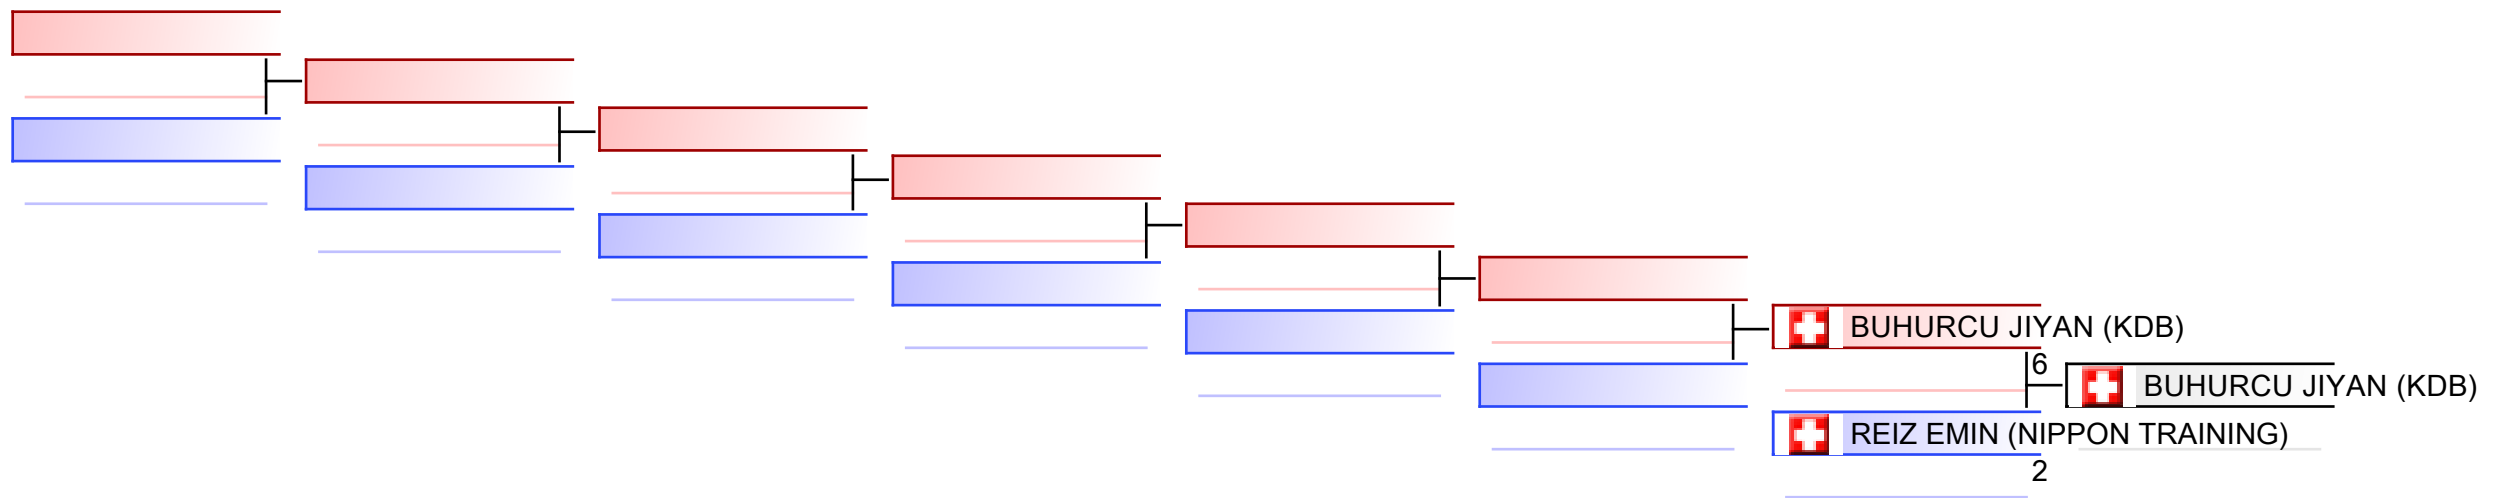 BUHURCU JIYAN (KDB)
6
BUHURCU JIYAN (KDB)
REIZ EMIN (NIPPON TRAINING)
2